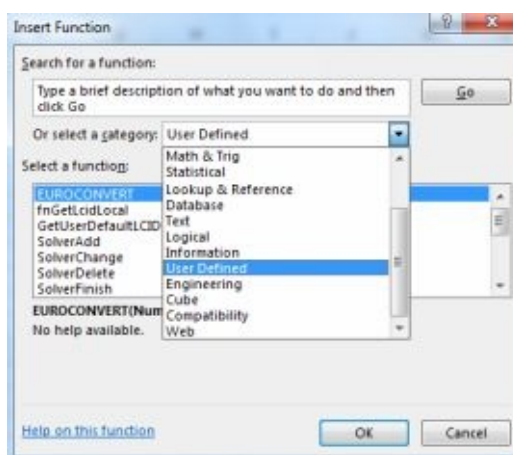 Insert Function
Search for a function:
Type a brief description of what you want to do and then
click Go
Go
Or select a category: User Defined
Math & Trig
Statistical
Lookup & Reference
Database
Text
Logical
Information
User Defined
Engineering
Cube
Compatibility
Web
Select a function:
EUROCONVERT
fnGetLcidLocal
GetUserDefaultLCID
SolverAdd
SolverChange
SolverDelete
SolverFinish
EUROCONVERT(Num
No help available.
Help on this function
OK
Cancel